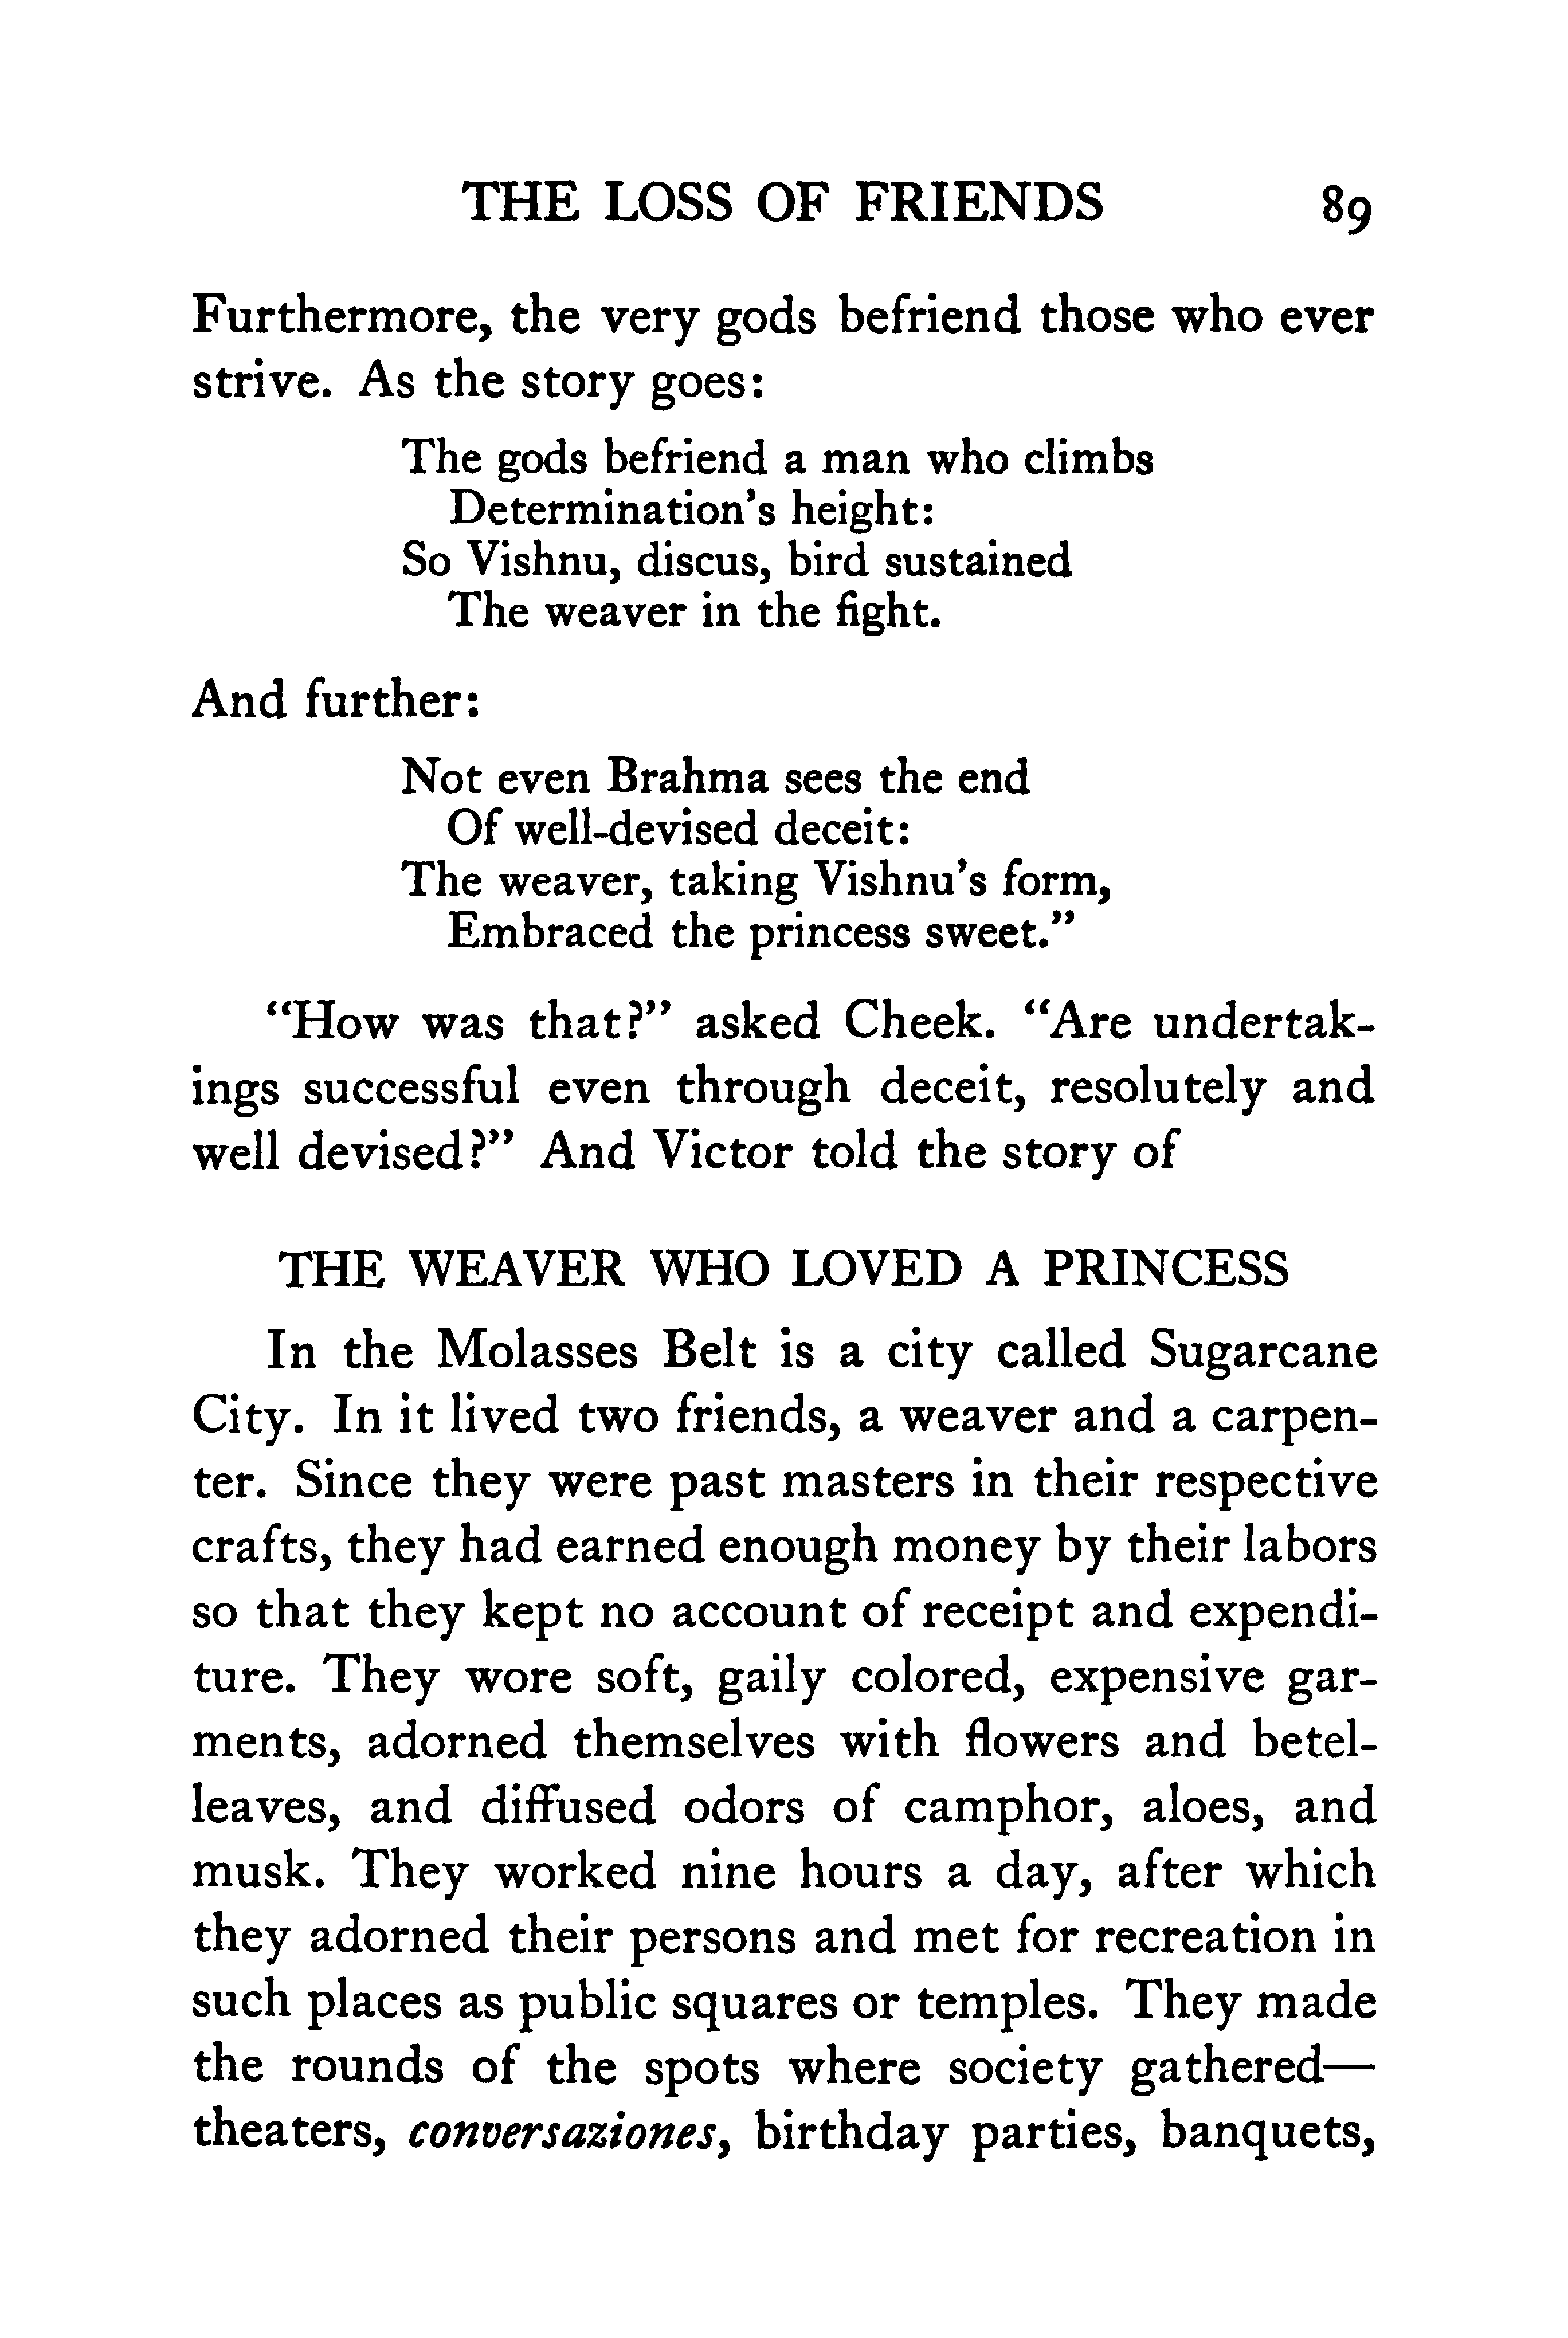 THE LOSS OF FRIENDS 89
Furthermore, the very gods befriend those who ever
strive. As the story goes:
The gods befriend a man who climbs
Determination's height:
So Vishnu, discus, bird sustained
The weaver in the fight.
And further:
Not even Brahma sees the end
Of well-devised deceit:
The weaver, taking Vishnu's form,
Embraced the princess sweet.”
“How was that?” asked Cheek. “Are undertak-
ings successful even through deceit, resolutely and
well devised?” And Victor told the story of
THE WEAVER WHO LOVED A PRINCESS
In the Molasses Belt is a city called Sugarcane
City. In it lived two friends, a weaver and a carpen-
ter. Since they were past masters in their respective
crafts, they had earned enough money by their labors
so that they kept no account of receipt and expendi-
ture. They wore soft, gaily colored, expensive gar-
ments, adorned themselves with flowers and betel-
leaves, and diffused odors of camphor, aloes, and
musk. They worked nine hours a day, after which
they adorned their persons and met for recreation in
such places as public squares or temples. They made
the rounds of the spots where society gathered—
theaters, conversaziones, birthday parties, banquets,